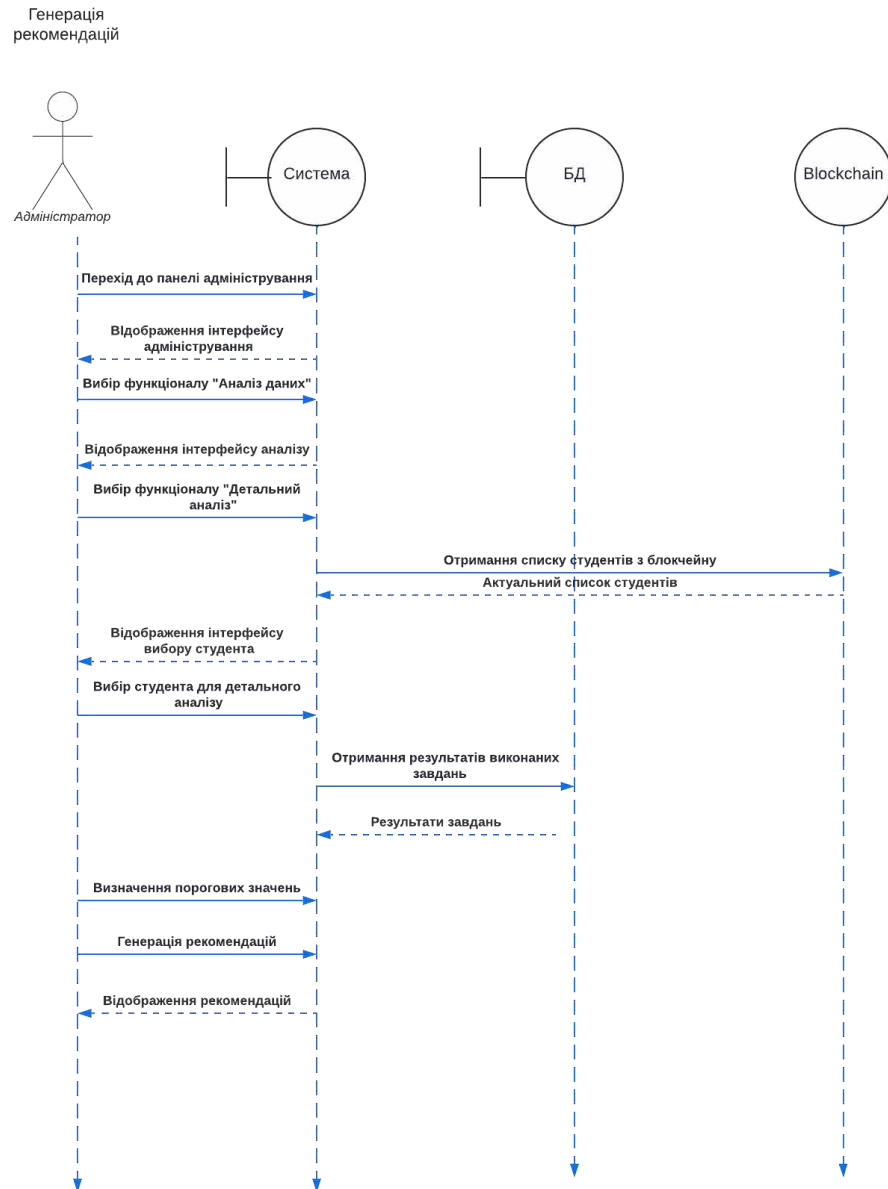 Генерація
рекомендацій
Система
БД
Blockchain
Адміністратор
Перехід до панелі адміністрування
ВІдображення інтерфейсу
адміністрування
Вибір функціоналу "Аналіз даних"
Відображення інтерфейсу аналізу
Вибір функціоналу "Детальний
аналіз"
Отримання списку студентів з блокчейну
Актуальний список студентів
Відображення інтерфейсу
вибору студента
Вибір студента для детального
аналізу
Отримання результатів виконаних
завдань
Результати завдань
Визначення порогових значень
Генерація рекомендацій
Відображення рекомендацій